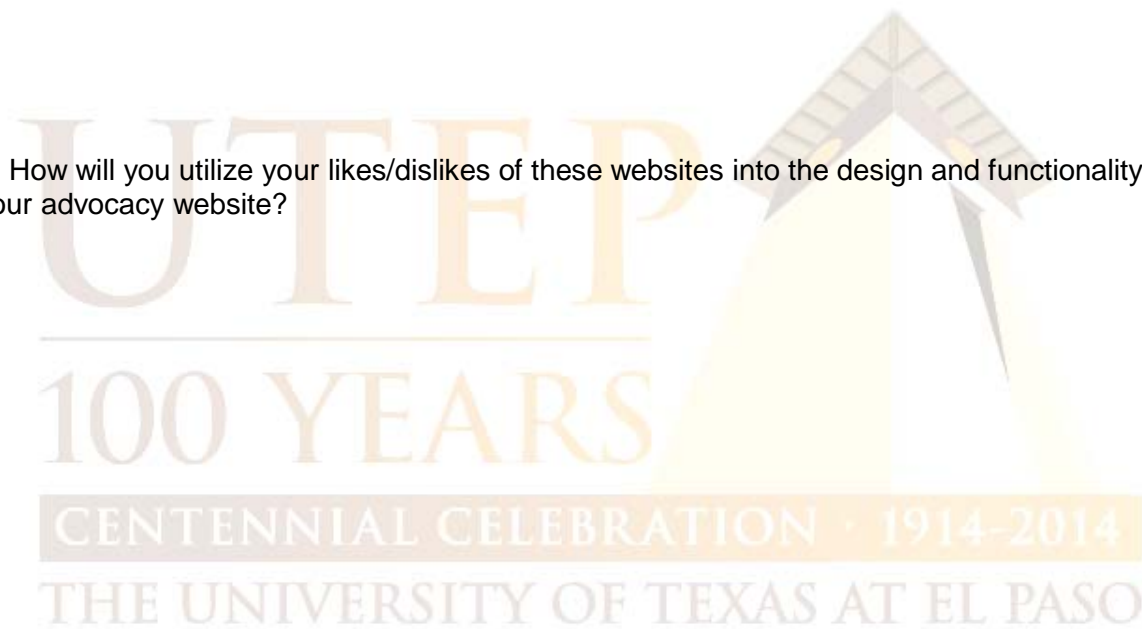 How will you utilize your likes/dislikes of these websites into the design and functionality
our advocacy website?
UTEP
100 YEARS
CENTENNIAL CELEBRATION · 1914-2014
THE UNIVERSITY OF TEXAS AT EL PASO